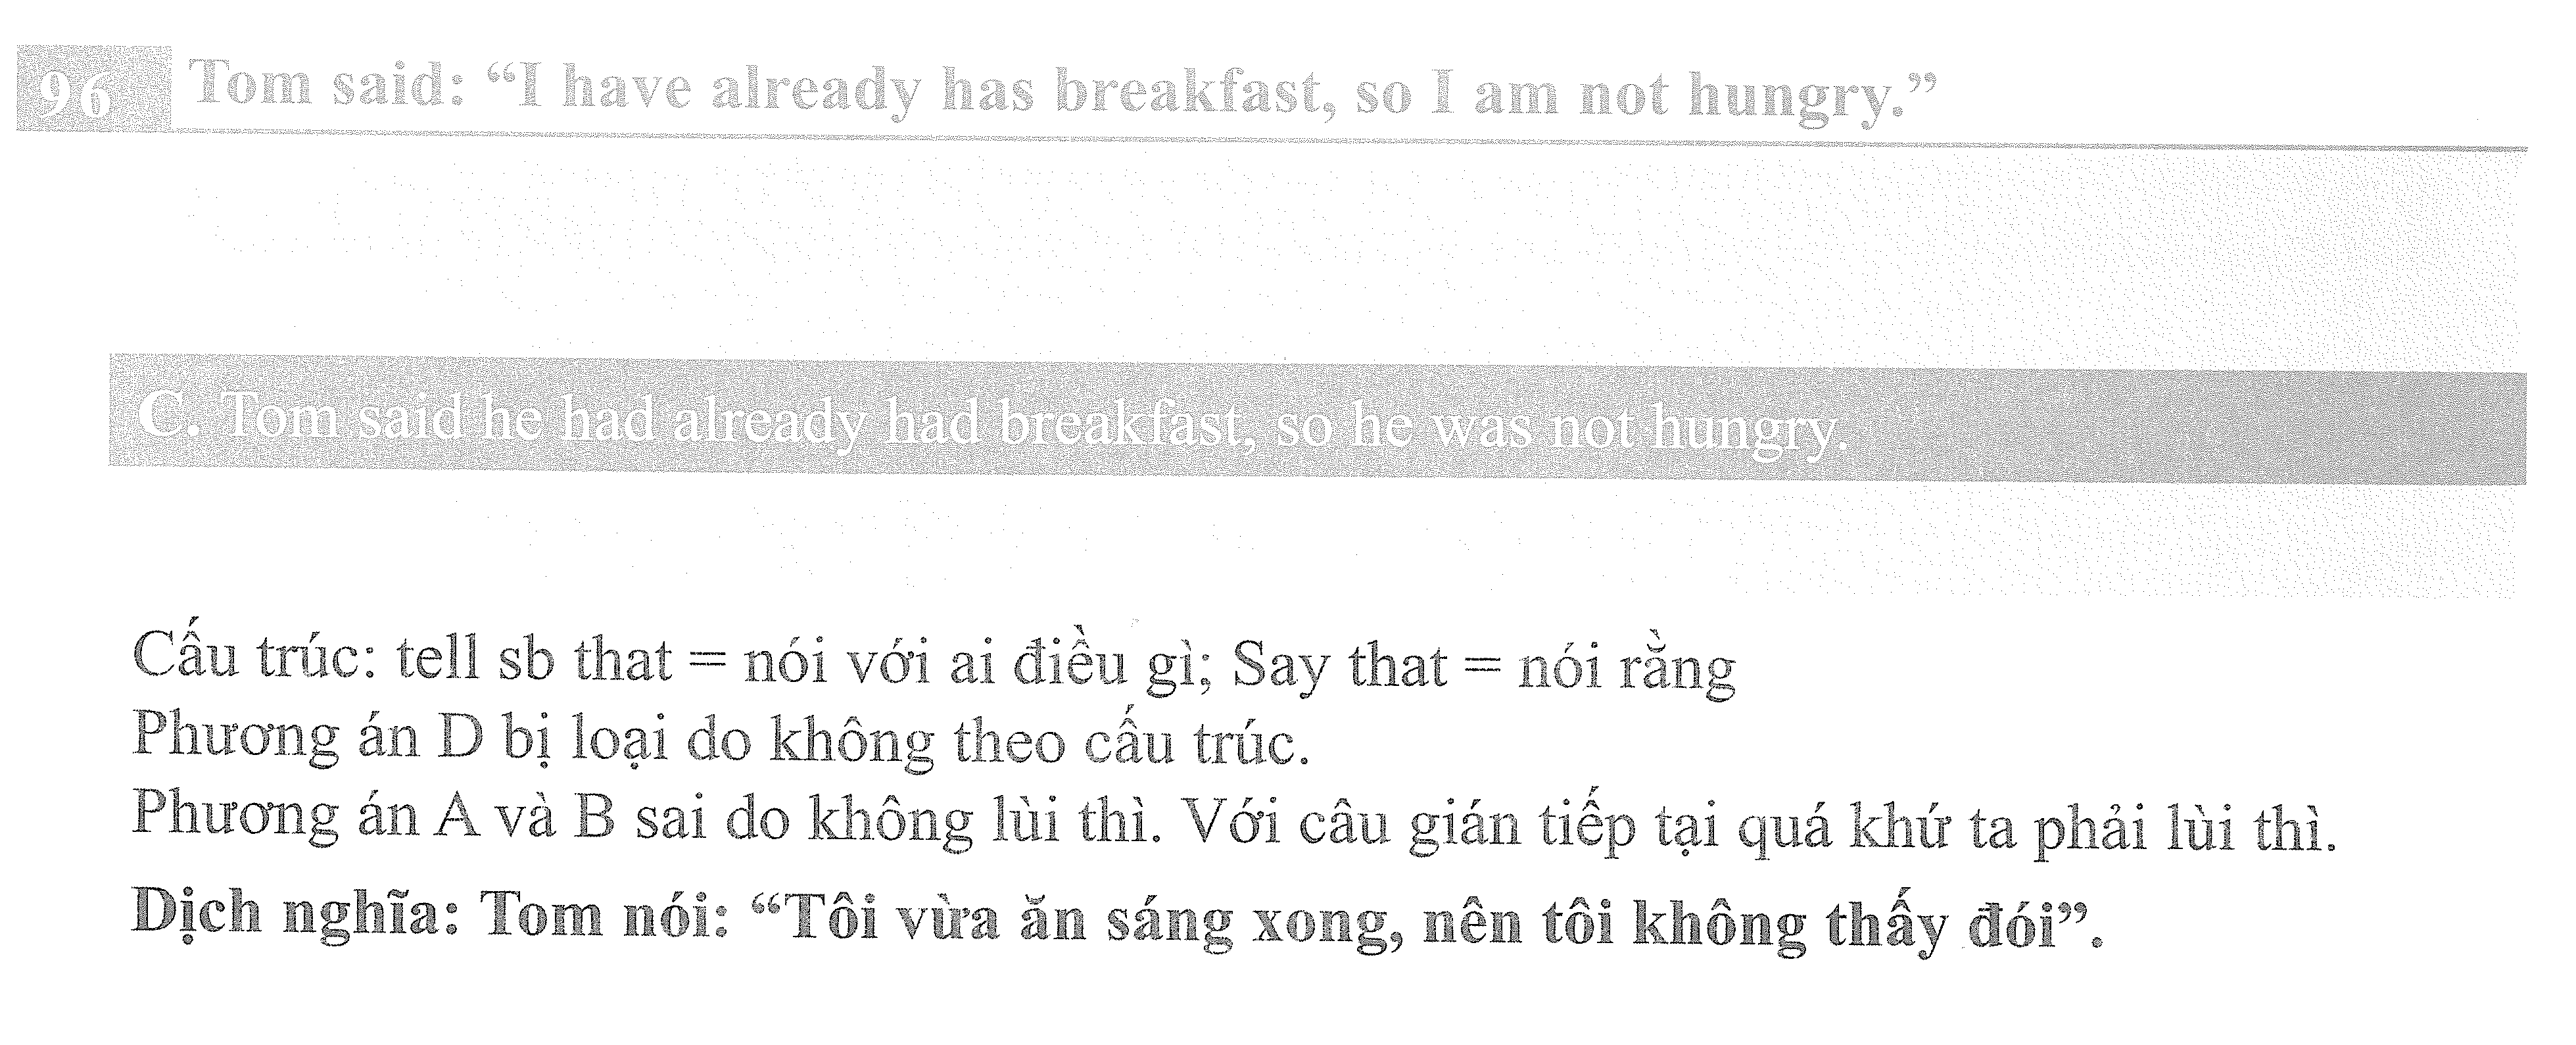 96 Tom said: “I have already has breakfast, so I am not hungry.”
C. Tom said he had already had breakfast, so he was not hungry.
Cấu trúc: tell sb that = nói với ai điều gì; Say that = nói rằng
Phương án D bị loại do không theo cấu trúc.
Phương án A và B sai do không lùi thì. Với câu gián tiếp tại quá khứ ta phải lùi thì.
Dịch nghĩa: Tom nói: “Tôi vừa ăn sáng xong, nên tôi không thấy đói”.